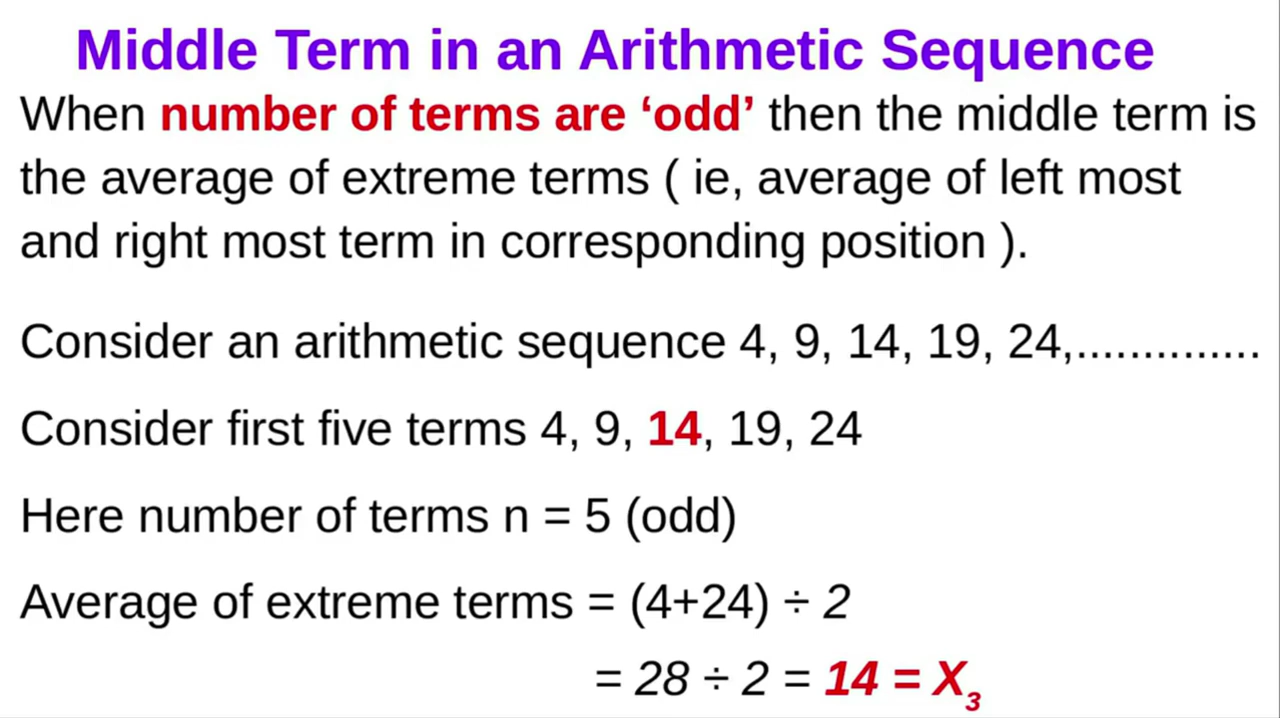 Middle Term in an Arithmetic Sequence
When number of terms are ‘odd’ then the middle term is
the average of extreme terms ( ie, average of left most
and right most term in corresponding position ).
Consider an arithmetic sequence 4, 9, 14, 19, 24,..............
Consider first five terms 4, 9, 14, 19, 24
Here number of terms n = 5 (odd)
Average of extreme terms = (4+24) ÷ 2
= 28 ÷ 2 = 14 = X₃